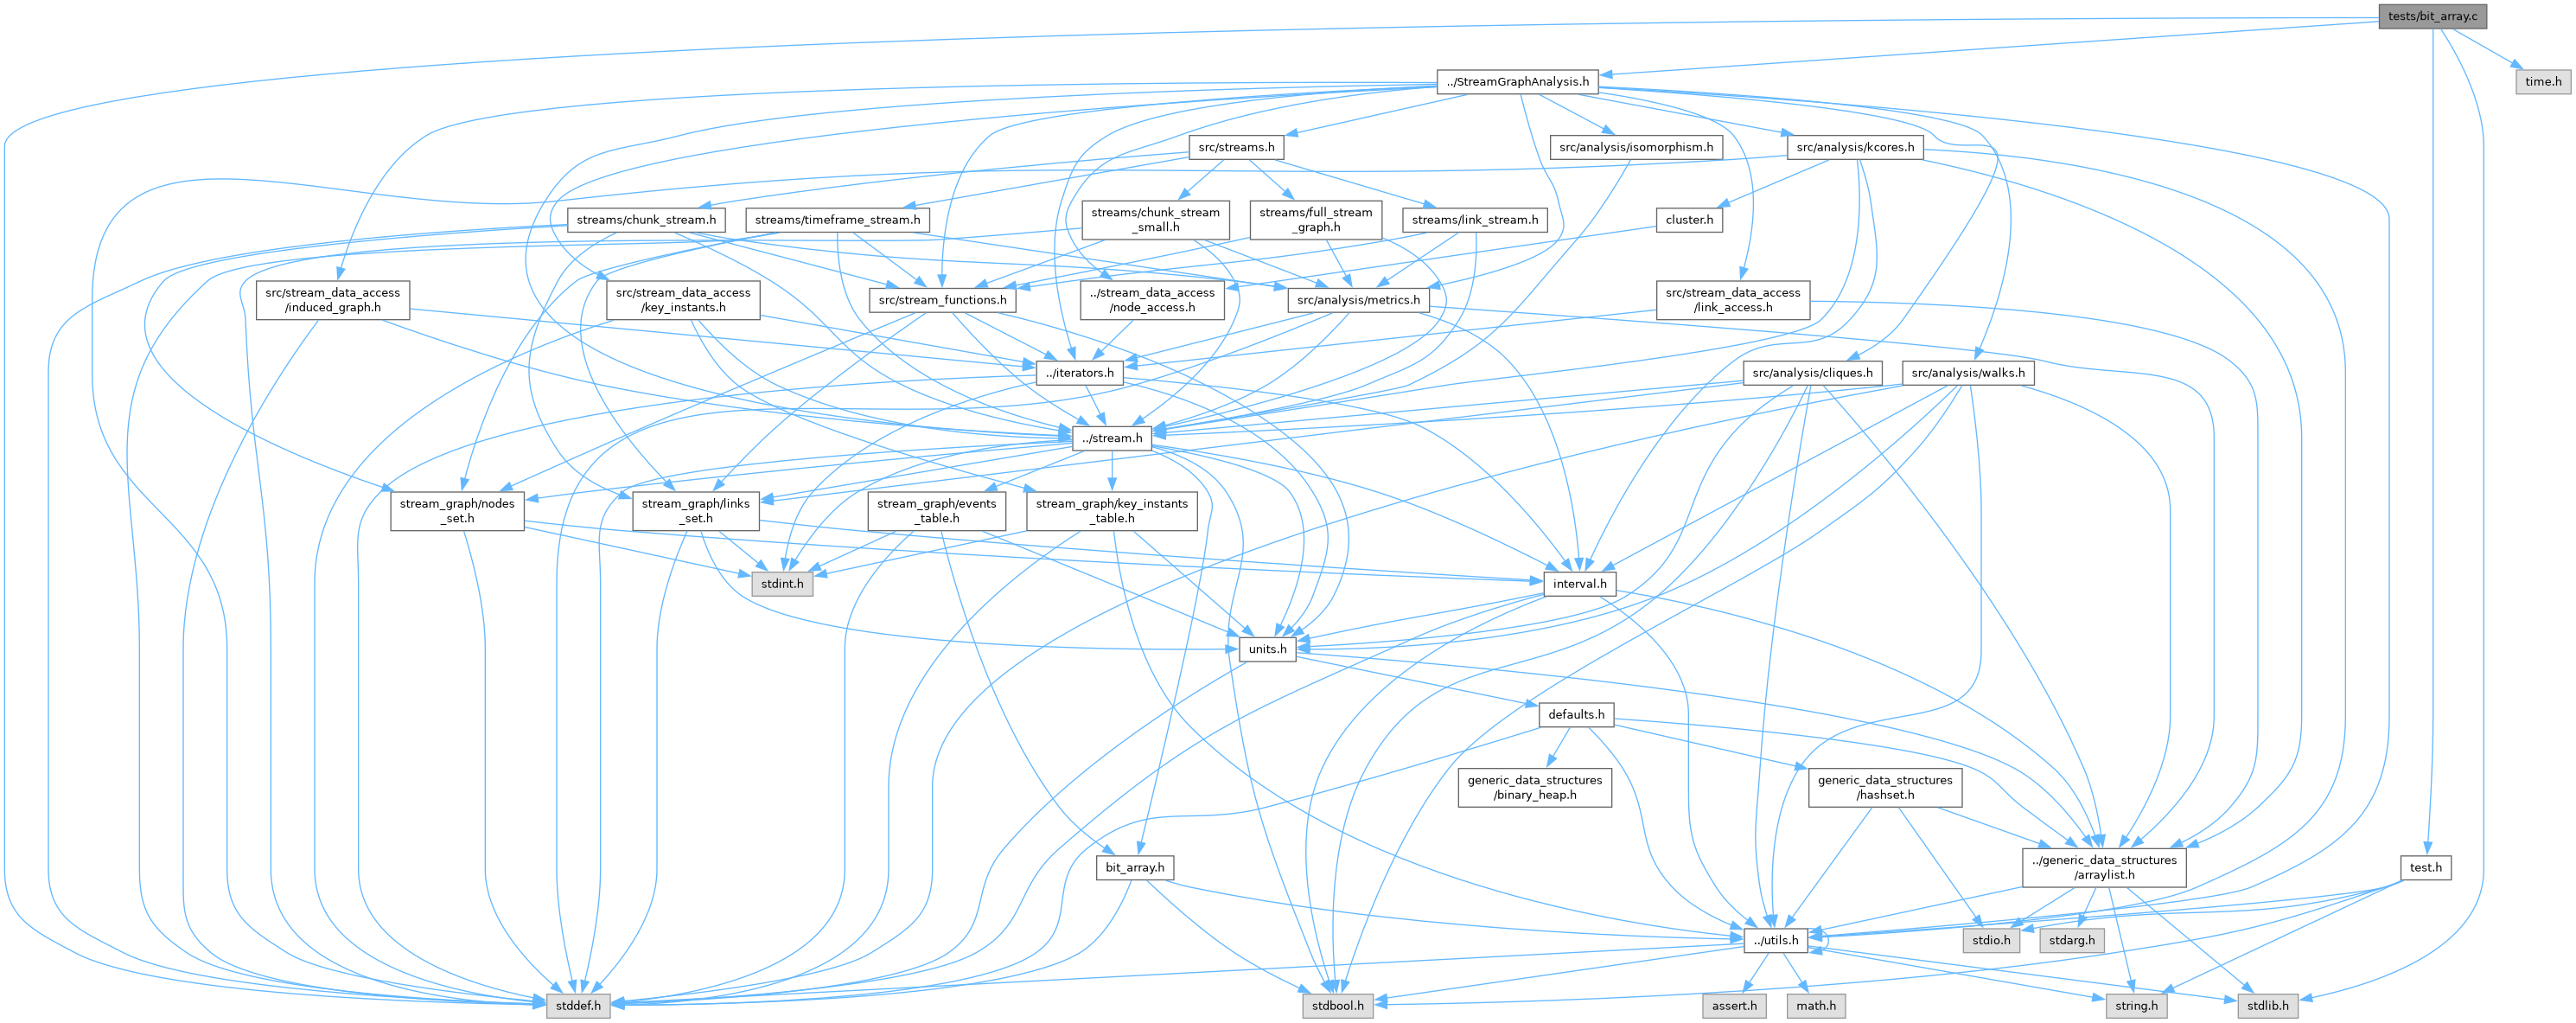 tests/bit_array.c
../StreamGraphAnalysis.h
time.h
src/streams.h
src/analysis/isomorphism.h
src/analysis/kcores.h
streams/chunk_stream.h
streams/timeframe_stream.h
streams/chunk_stream
_small.h
streams/full_stream
_graph.h
streams/link_stream.h
cluster.h
src/stream_data_access
/induced_graph.h
src/stream_data_access
/key_instants.h
src/stream_functions.h
../stream_data_access
/node_access.h
src/analysis/metrics.h
src/stream_data_access
/link_access.h
../iterators.h
src/analysis/cliques.h
src/analysis/walks.h
../stream.h
stream_graph/nodes
_set.h
stream_graph/links
_set.h
stream_graph/events
_table.h
stream_graph/key_instants
_table.h
stdint.h
interval.h
units.h
defaults.h
generic_data_structures
/binary_heap.h
generic_data_structures
/hashset.h
bit_array.h
../generic_data_structures
/arraylist.h
test.h
../utils.h
stdio.h
stdarg.h
stddef.h
stdbool.h
assert.h
math.h
string.h
stdlib.h